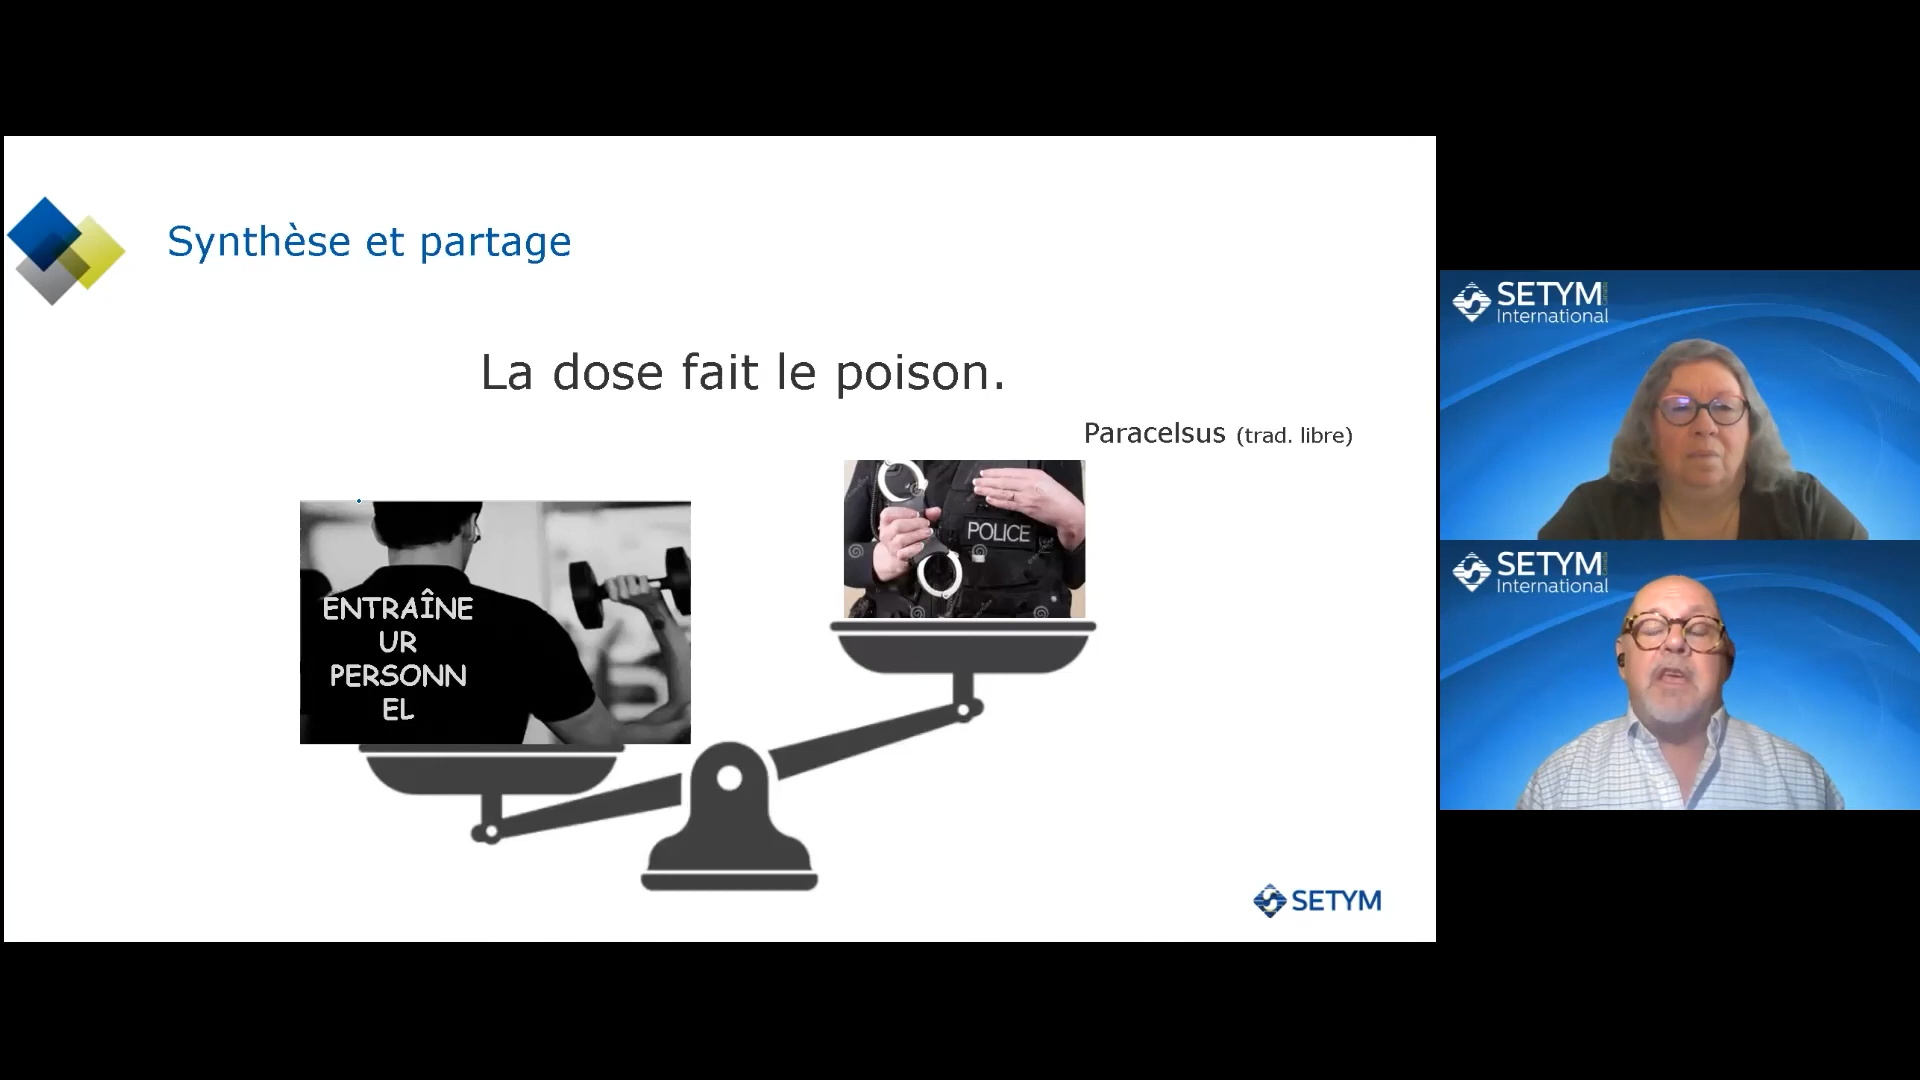 Synthèse et partage
La dose fait le poison.
Paracelsus (trad. libre)
ENTRAÎNE
UR
PERSONN
EL
POLICE
SETYM
SETYM
International
SETYM
International